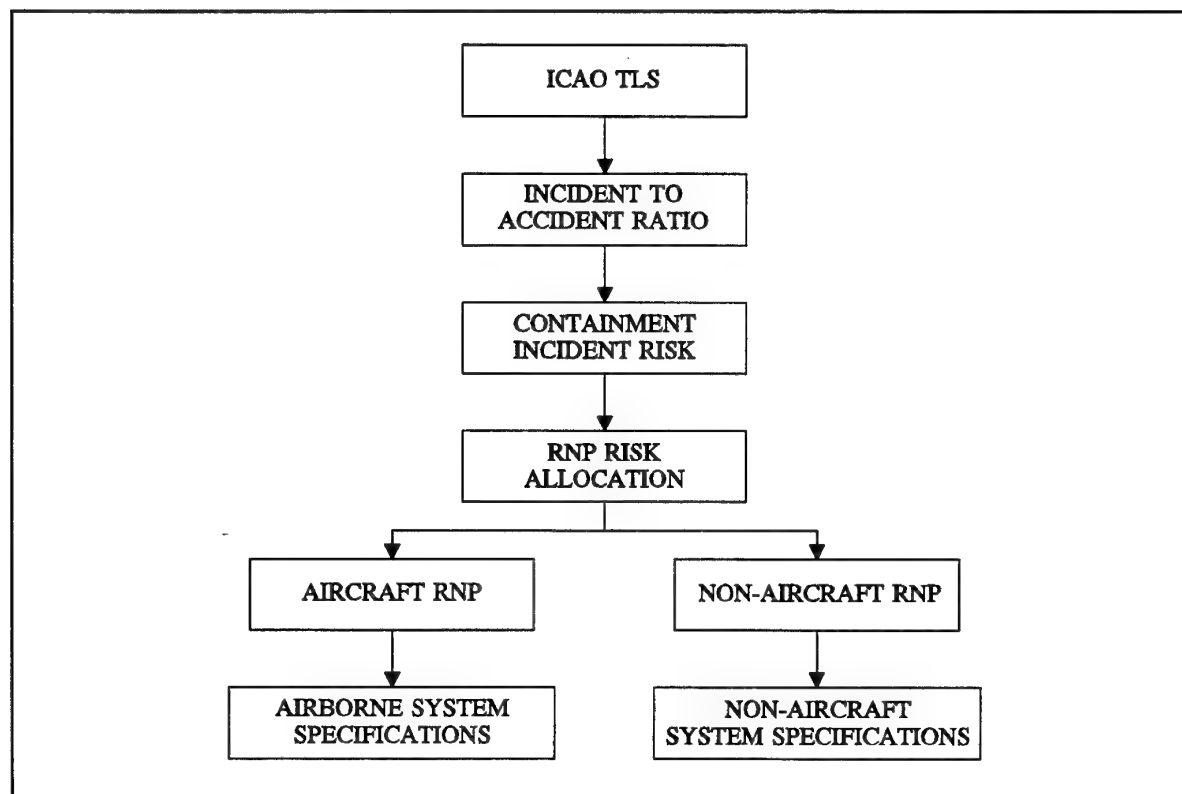 ICAO TLS
INCIDENT TO
ACCIDENT RATIO
CONTAINMENT
INCIDENT RISK
RNP RISK
ALLOCATION
AIRCRAFT RNP
NON-AIRCRAFT RNP
AIRBORNE SYSTEM
SPECIFICATIONS
NON-AIRCRAFT
SYSTEM SPECIFICATIONS